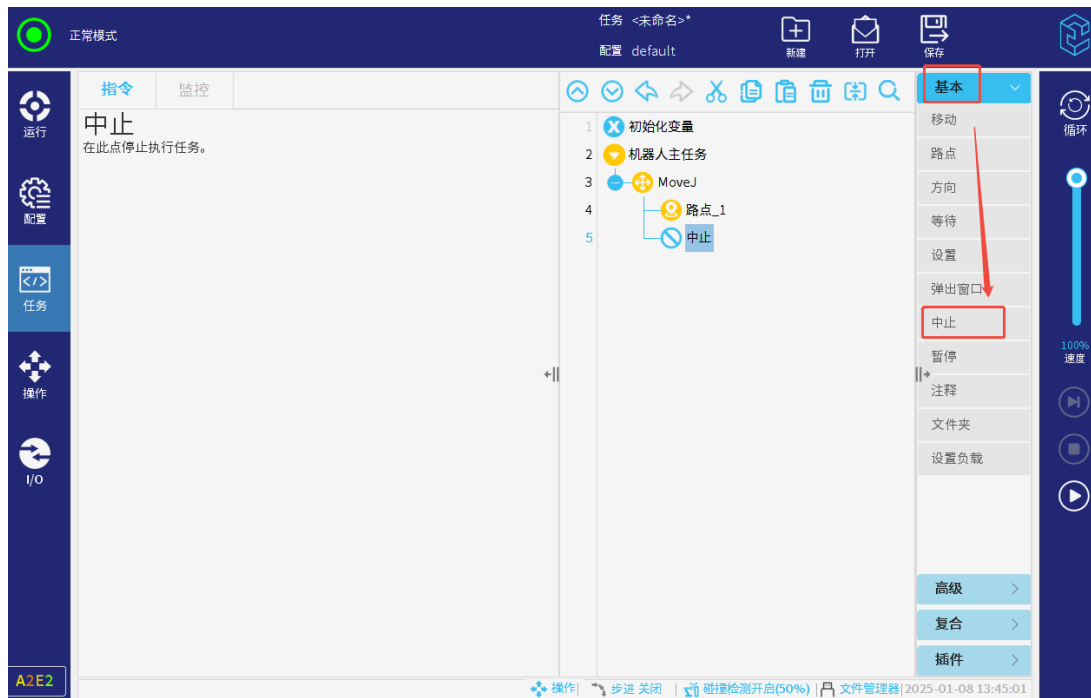 正常模式
任务 <未命名>*
配置 default
新建
打开
保存
运行
配置
任务
操作
I/O
A2E2
指令
监控
中止
在此点停止执行任务。
1 初始化变量
2 机器人主任务
3 MoveJ
4 路点_1
5 中止
基本
移动
路点
方向
等待
设置
弹出窗口
中止
暂停
注释
文件夹
设置负载
高级
复合
插件
循环
100%
速度
操作 步进 关闭 碰撞检测开启(50%) 文件管理器 2025-01-08 13:45:01